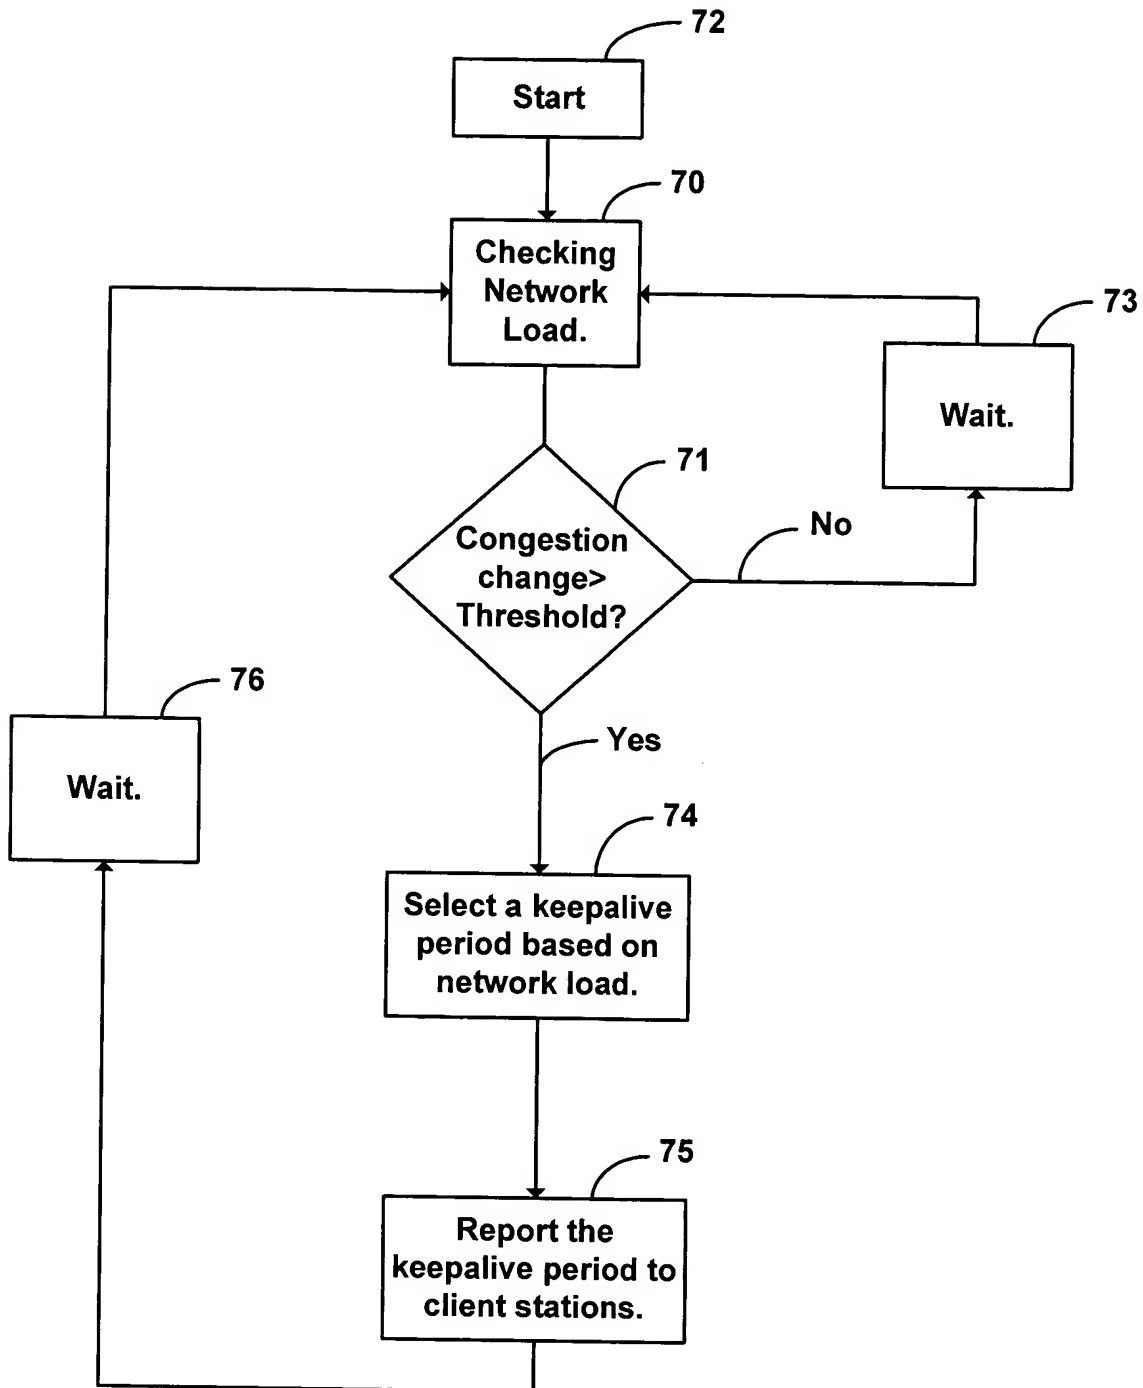 72
Start
70
Checking
Network
Load.
73
Wait.
71
Congestion
change>
Threshold?
No
76
Wait.
Yes
74
Select a keepalive
period based on
network load.
75
Report the
keepalive period to
client stations.